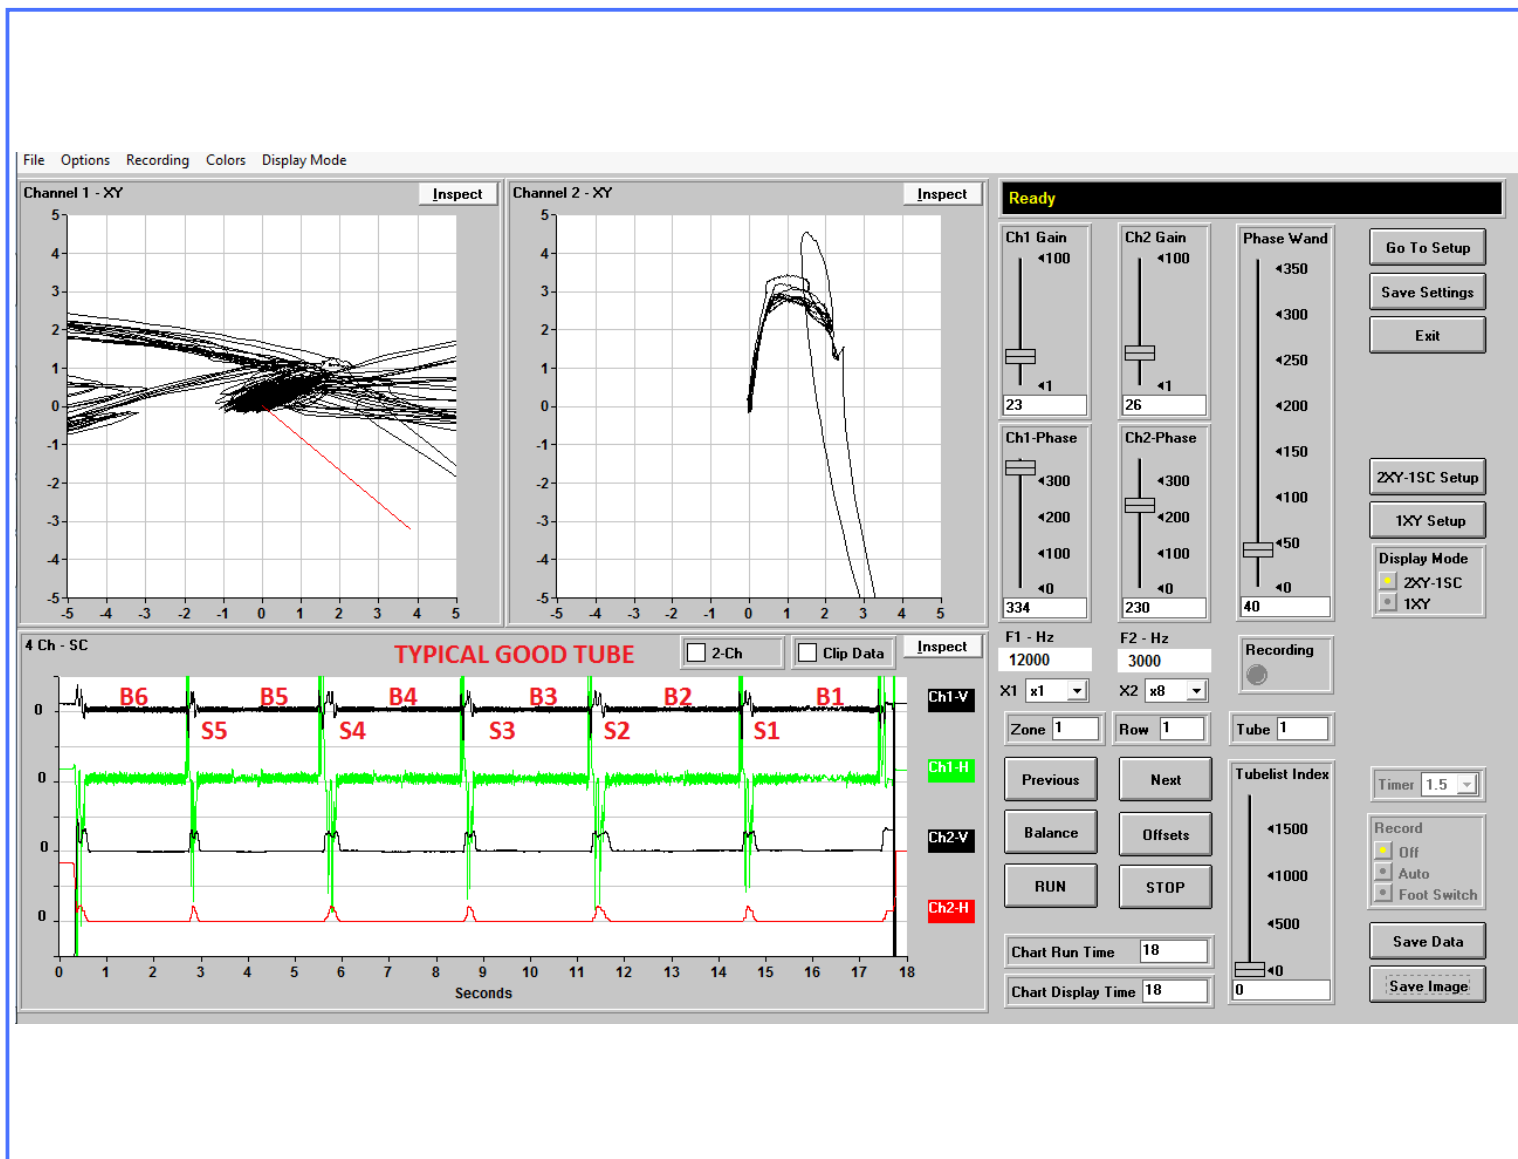 File Options Recording Colors Display Mode
Channel 1 - XY
Inspect
5
4
3
2
1
0
-1
-2
-3
-4
-5
-5 -4 -3 -2 -1 0 1 2 3 4 5
Channel 2 - XY
Inspect
5
4
3
2
1
0
-1
-2
-3
-4
-5
-5 -4 -3 -2 -1 0 1 2 3 4 5
Ready
Ch1 Gain
100
1
23
Ch2 Gain
100
1
26
Phase Wand
350
300
250
200
150
100
50
0
40
Go To Setup
Save Settings
Exit
Ch1-Phase
300
200
100
0
334
Ch2-Phase
300
200
100
0
230
2XY-1SC Setup
1XY Setup
Display Mode
2XY-1SC
1XY
4 Ch - SC
TYPICAL GOOD TUBE
2-Ch
Clip Data
Inspect
B6 B5 B4 B3 B2 B1
S5 S4 S3 S2 S1
0
0
0
0
0 1 2 3 4 5 6 7 8 9 10 11 12 13 14 15 16 17 18
Seconds
Ch1-V
Ch1-H
Ch2-V
Ch2-H
F1 - Hz
12000
F2 - Hz
3000
X1 x1
X2 x8
Recording
Zone 1
Row 1
Tube 1
Previous
Next
Balance
Offsets
RUN
STOP
Chart Run Time 18
Chart Display Time 18
Tubelist Index
1500
1000
500
0
0
Timer 1.5
Record
Off
Auto
Foot Switch
Save Data
Save Image